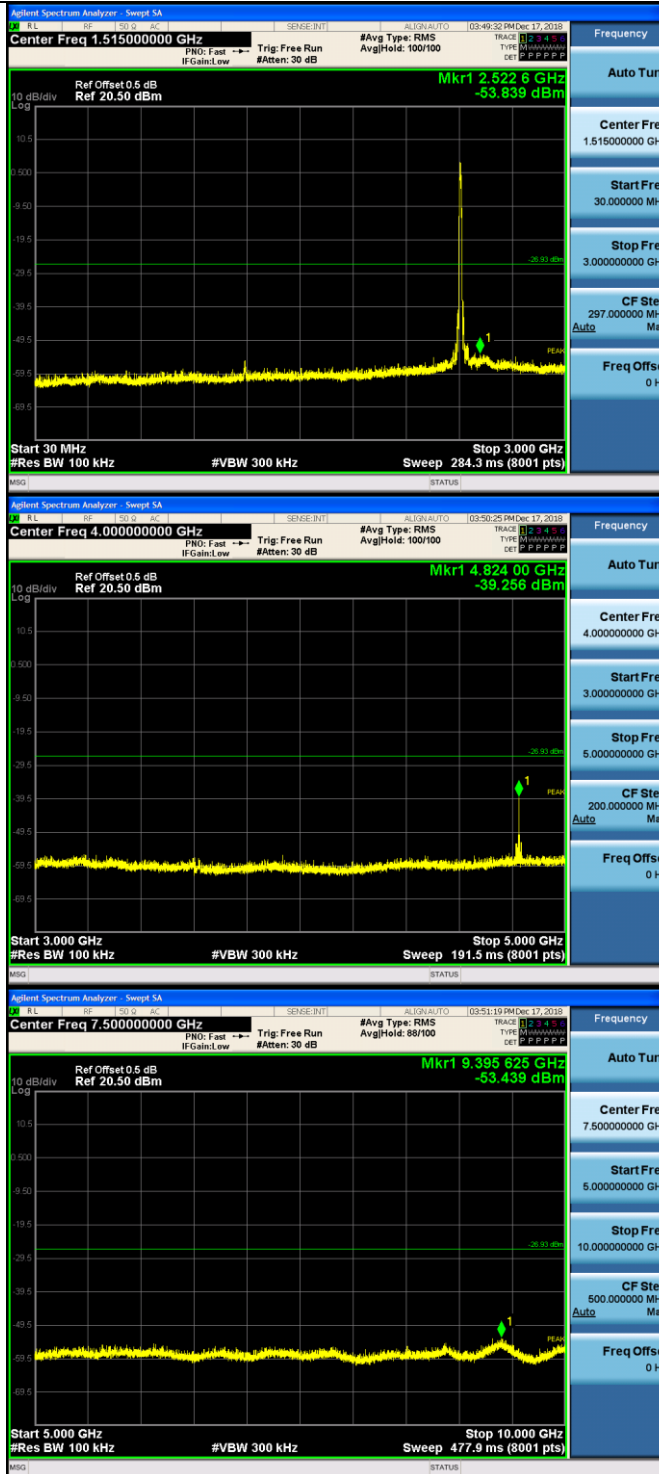 Agilent Spectrum Analyzer - Swept SA
RL RF 50 Ω AC SENSE:INT ALIGNAUTO 03:49:32 PM Dec 17, 2018
Center Freq 1.515000000 GHz #Avg Type: RMS TRACE 1 2 3 4 5 6
PNO: Fast Trig: Free Run Avg|Hold: 100/100 TYPE M
IFGain:Low #Atten: 30 dB DET P P P P P P
Mkr1 2.522 6 GHz
Ref Offset 0.5 dB
10 dB/div Ref 20.50 dBm -53.839 dBm
Log
10.5
0.500
-9.50
-19.5
-26.93 dBm
-29.5
-39.5
-49.5
1
PEAK
-59.5
-69.5
Start 30 MHz Stop 3.000 GHz
#Res BW 100 kHz #VBW 300 kHz Sweep 284.3 ms (8001 pts)
MSG STATUS
Frequency
Auto Tun
Center Fre
1.515000000 GH
Start Fre
30.000000 MH
Stop Fre
3.000000000 GH
CF Ste
297.000000 MH
Auto Ma
Freq Offse
0 H
Agilent Spectrum Analyzer - Swept SA
RL RF 50 Ω AC SENSE:INT ALIGNAUTO 03:50:25 PM Dec 17, 2018
Center Freq 4.000000000 GHz #Avg Type: RMS TRACE 1 2 3 4 5 6
PNO: Fast Trig: Free Run Avg|Hold: 100/100 TYPE M
IFGain:Low #Atten: 30 dB DET P P P P P P
Mkr1 4.824 00 GHz
Ref Offset 0.5 dB
10 dB/div Ref 20.50 dBm -39.256 dBm
Log
10.5
0.500
-9.50
-19.5
-26.93 dBm
-29.5
1
PEAK
-39.5
-49.5
-59.5
-69.5
Start 3.000 GHz Stop 5.000 GHz
#Res BW 100 kHz #VBW 300 kHz Sweep 191.5 ms (8001 pts)
MSG STATUS
Frequency
Auto Tun
Center Fre
4.000000000 GH
Start Fre
3.000000000 GH
Stop Fre
5.000000000 GH
CF Ste
200.000000 MH
Auto Ma
Freq Offse
0 H
Agilent Spectrum Analyzer - Swept SA
RL RF 50 Ω AC SENSE:INT ALIGNAUTO 03:51:19 PM Dec 17, 2018
Center Freq 7.500000000 GHz #Avg Type: RMS TRACE 1 2 3 4 5 6
PNO: Fast Trig: Free Run Avg|Hold: 88/100 TYPE M
IFGain:Low #Atten: 30 dB DET P P P P P P
Mkr1 9.395 625 GHz
Ref Offset 0.5 dB
10 dB/div Ref 20.50 dBm -53.439 dBm
Log
10.5
0.500
-9.50
-19.5
-26.93 dBm
-29.5
-39.5
-49.5
1
PEAK
-59.5
-69.5
Start 5.000 GHz Stop 10.000 GHz
#Res BW 100 kHz #VBW 300 kHz Sweep 477.9 ms (8001 pts)
MSG STATUS
Frequency
Auto Tun
Center Fre
7.500000000 GH
Start Fre
5.000000000 GH
Stop Fre
10.000000000 GH
CF Ste
500.000000 MH
Auto Ma
Freq Offse
0 H